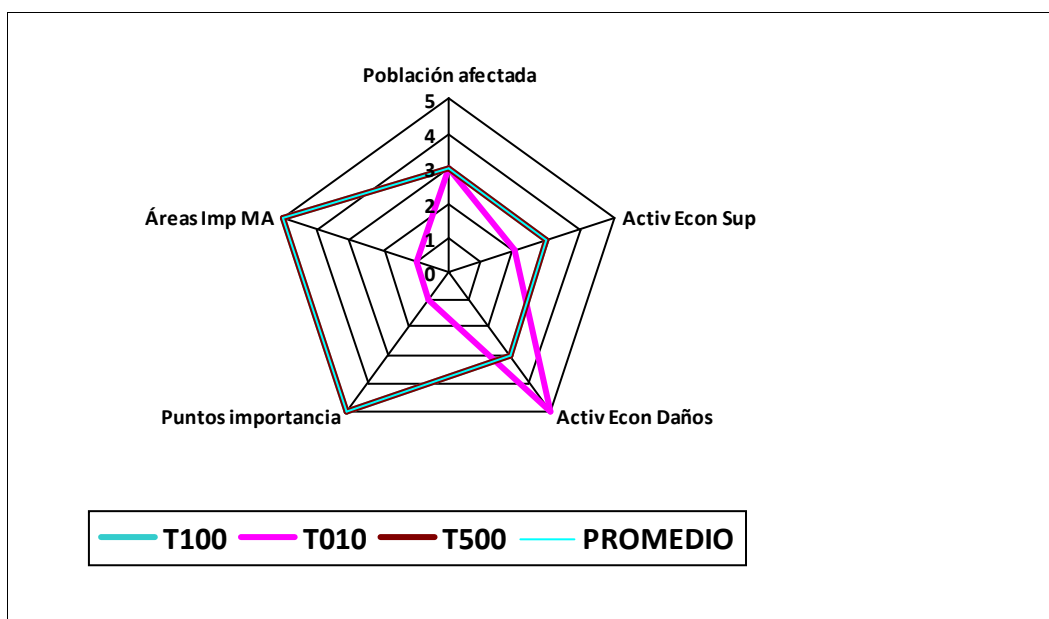 Población afectada
5
4
3
2
1
0
Activ Econ Sup
Activ Econ Daños
Puntos importancia
Áreas Imp MA
T100 T010 T500 PROMEDIO